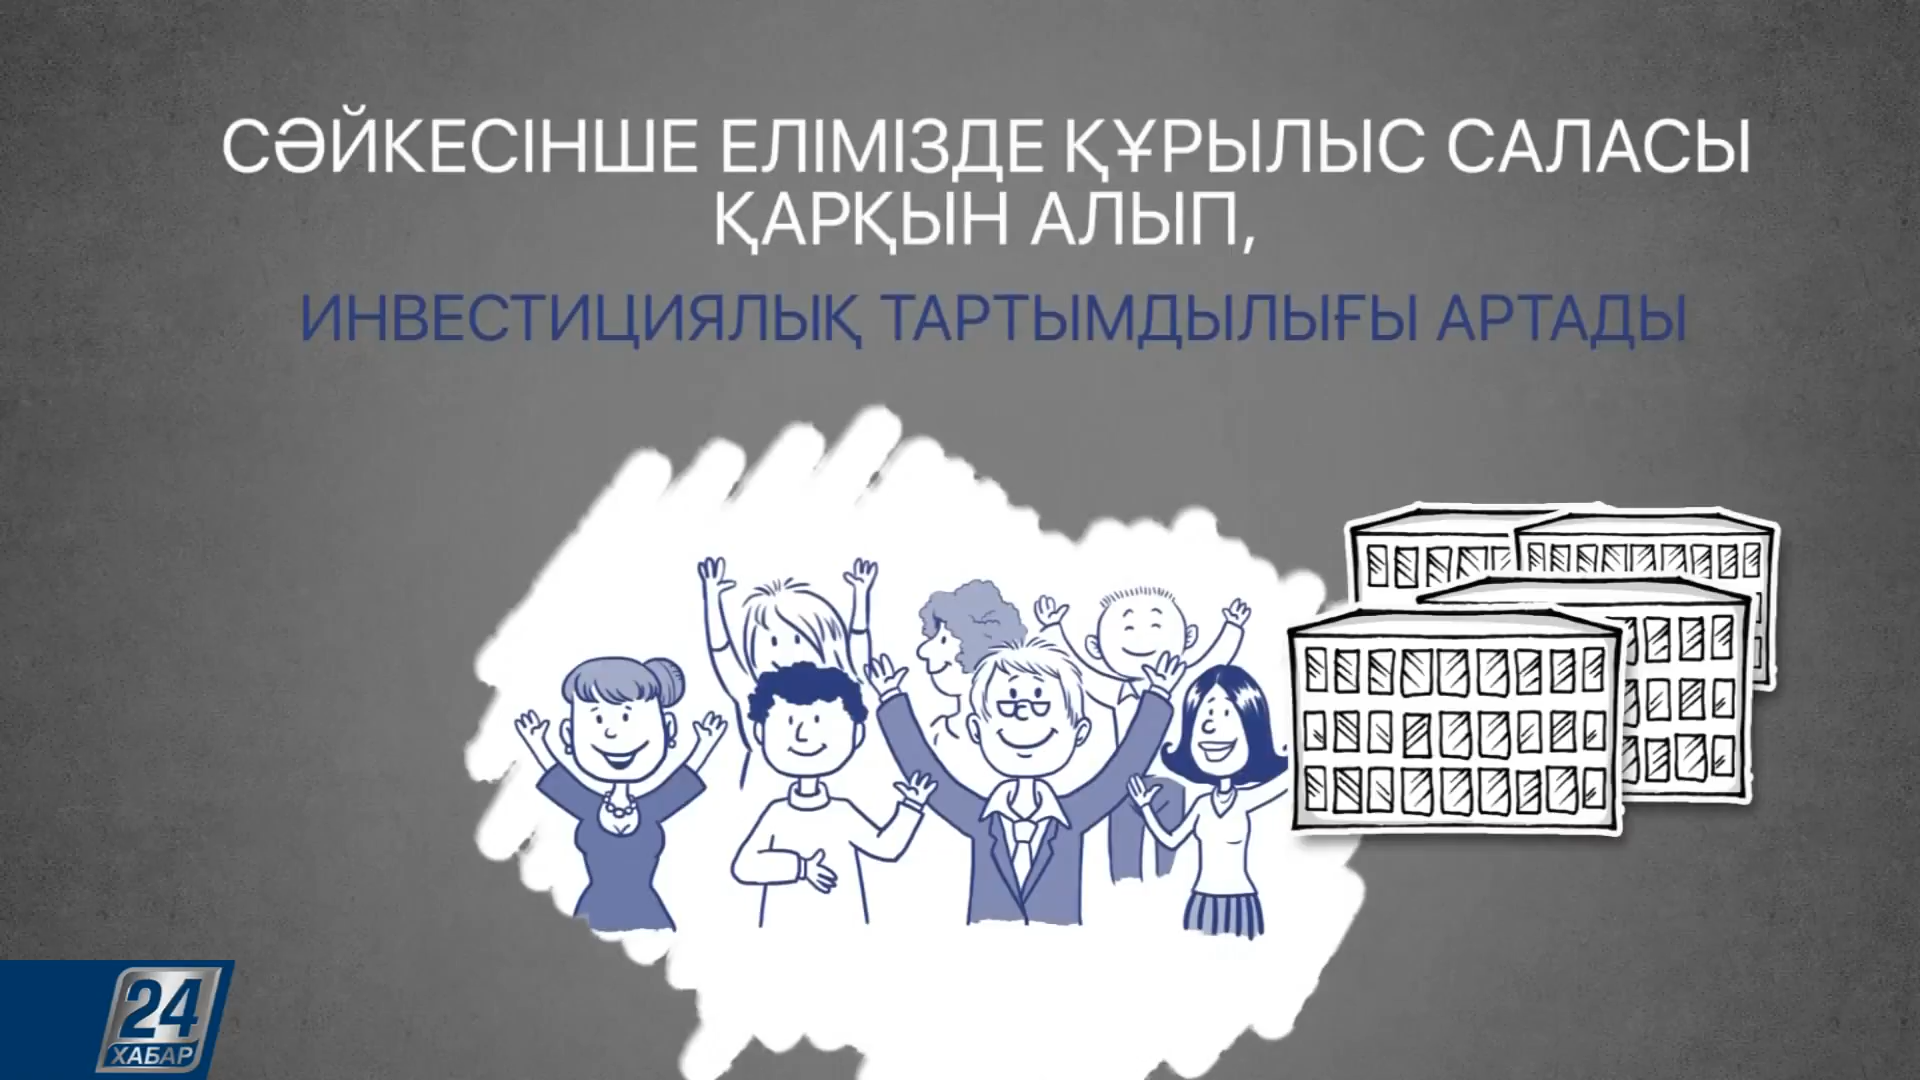 СӘЙКЕСІНШЕ ЕЛІМІЗДЕ ҚҰРЫЛЫС САЛАСЫ
ҚАРҚЫН АЛЫП,
ИНВЕСТИЦИЯЛЫҚ ТАРТЫМДЫЛЫҒЫ АРТАДЫ
24
ХАБАР